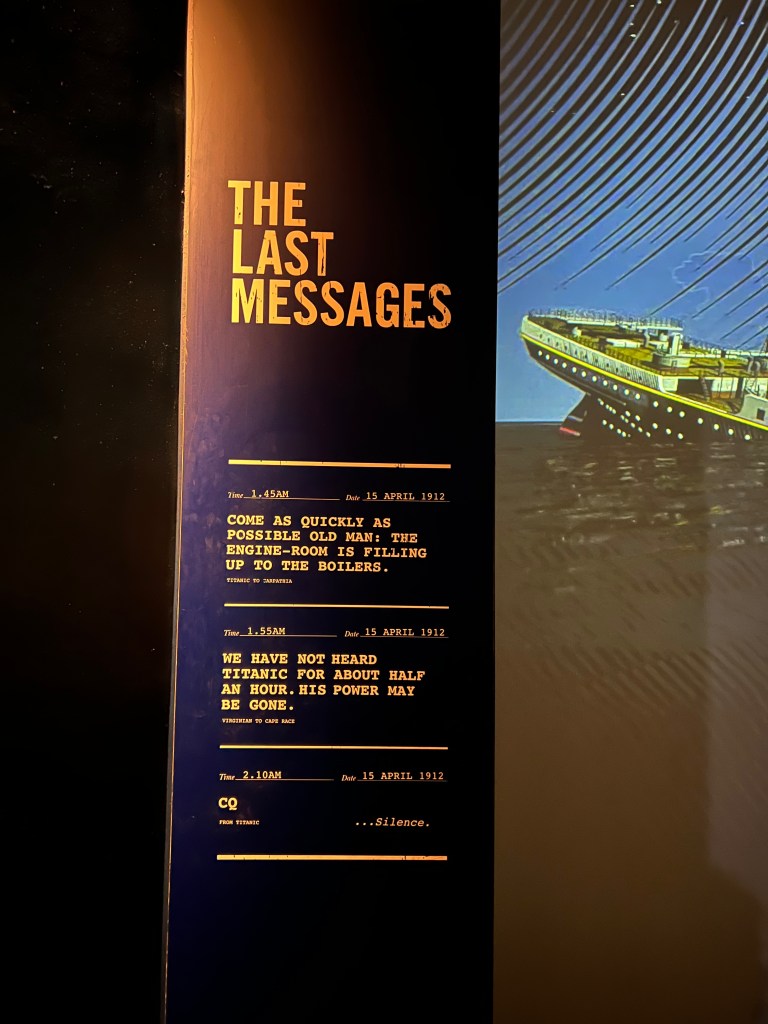 THE
LAST
MESSAGES
Time 1.45AM Date 15 APRIL 1912
COME AS QUICKLY AS
POSSIBLE OLD MAN: THE
ENGINE-ROOM IS FILLING
UP TO THE BOILERS.
TITANIC TO CARPATHIA
Time 1.55AM Date 15 APRIL 1912
WE HAVE NOT HEARD
TITANIC FOR ABOUT HALF
AN HOUR. HIS POWER MAY
BE GONE.
VIRGINIAN TO CAPE RACE
Time 2.10AM Date 15 APRIL 1912
CQ
FROM TITANIC ...Silence.